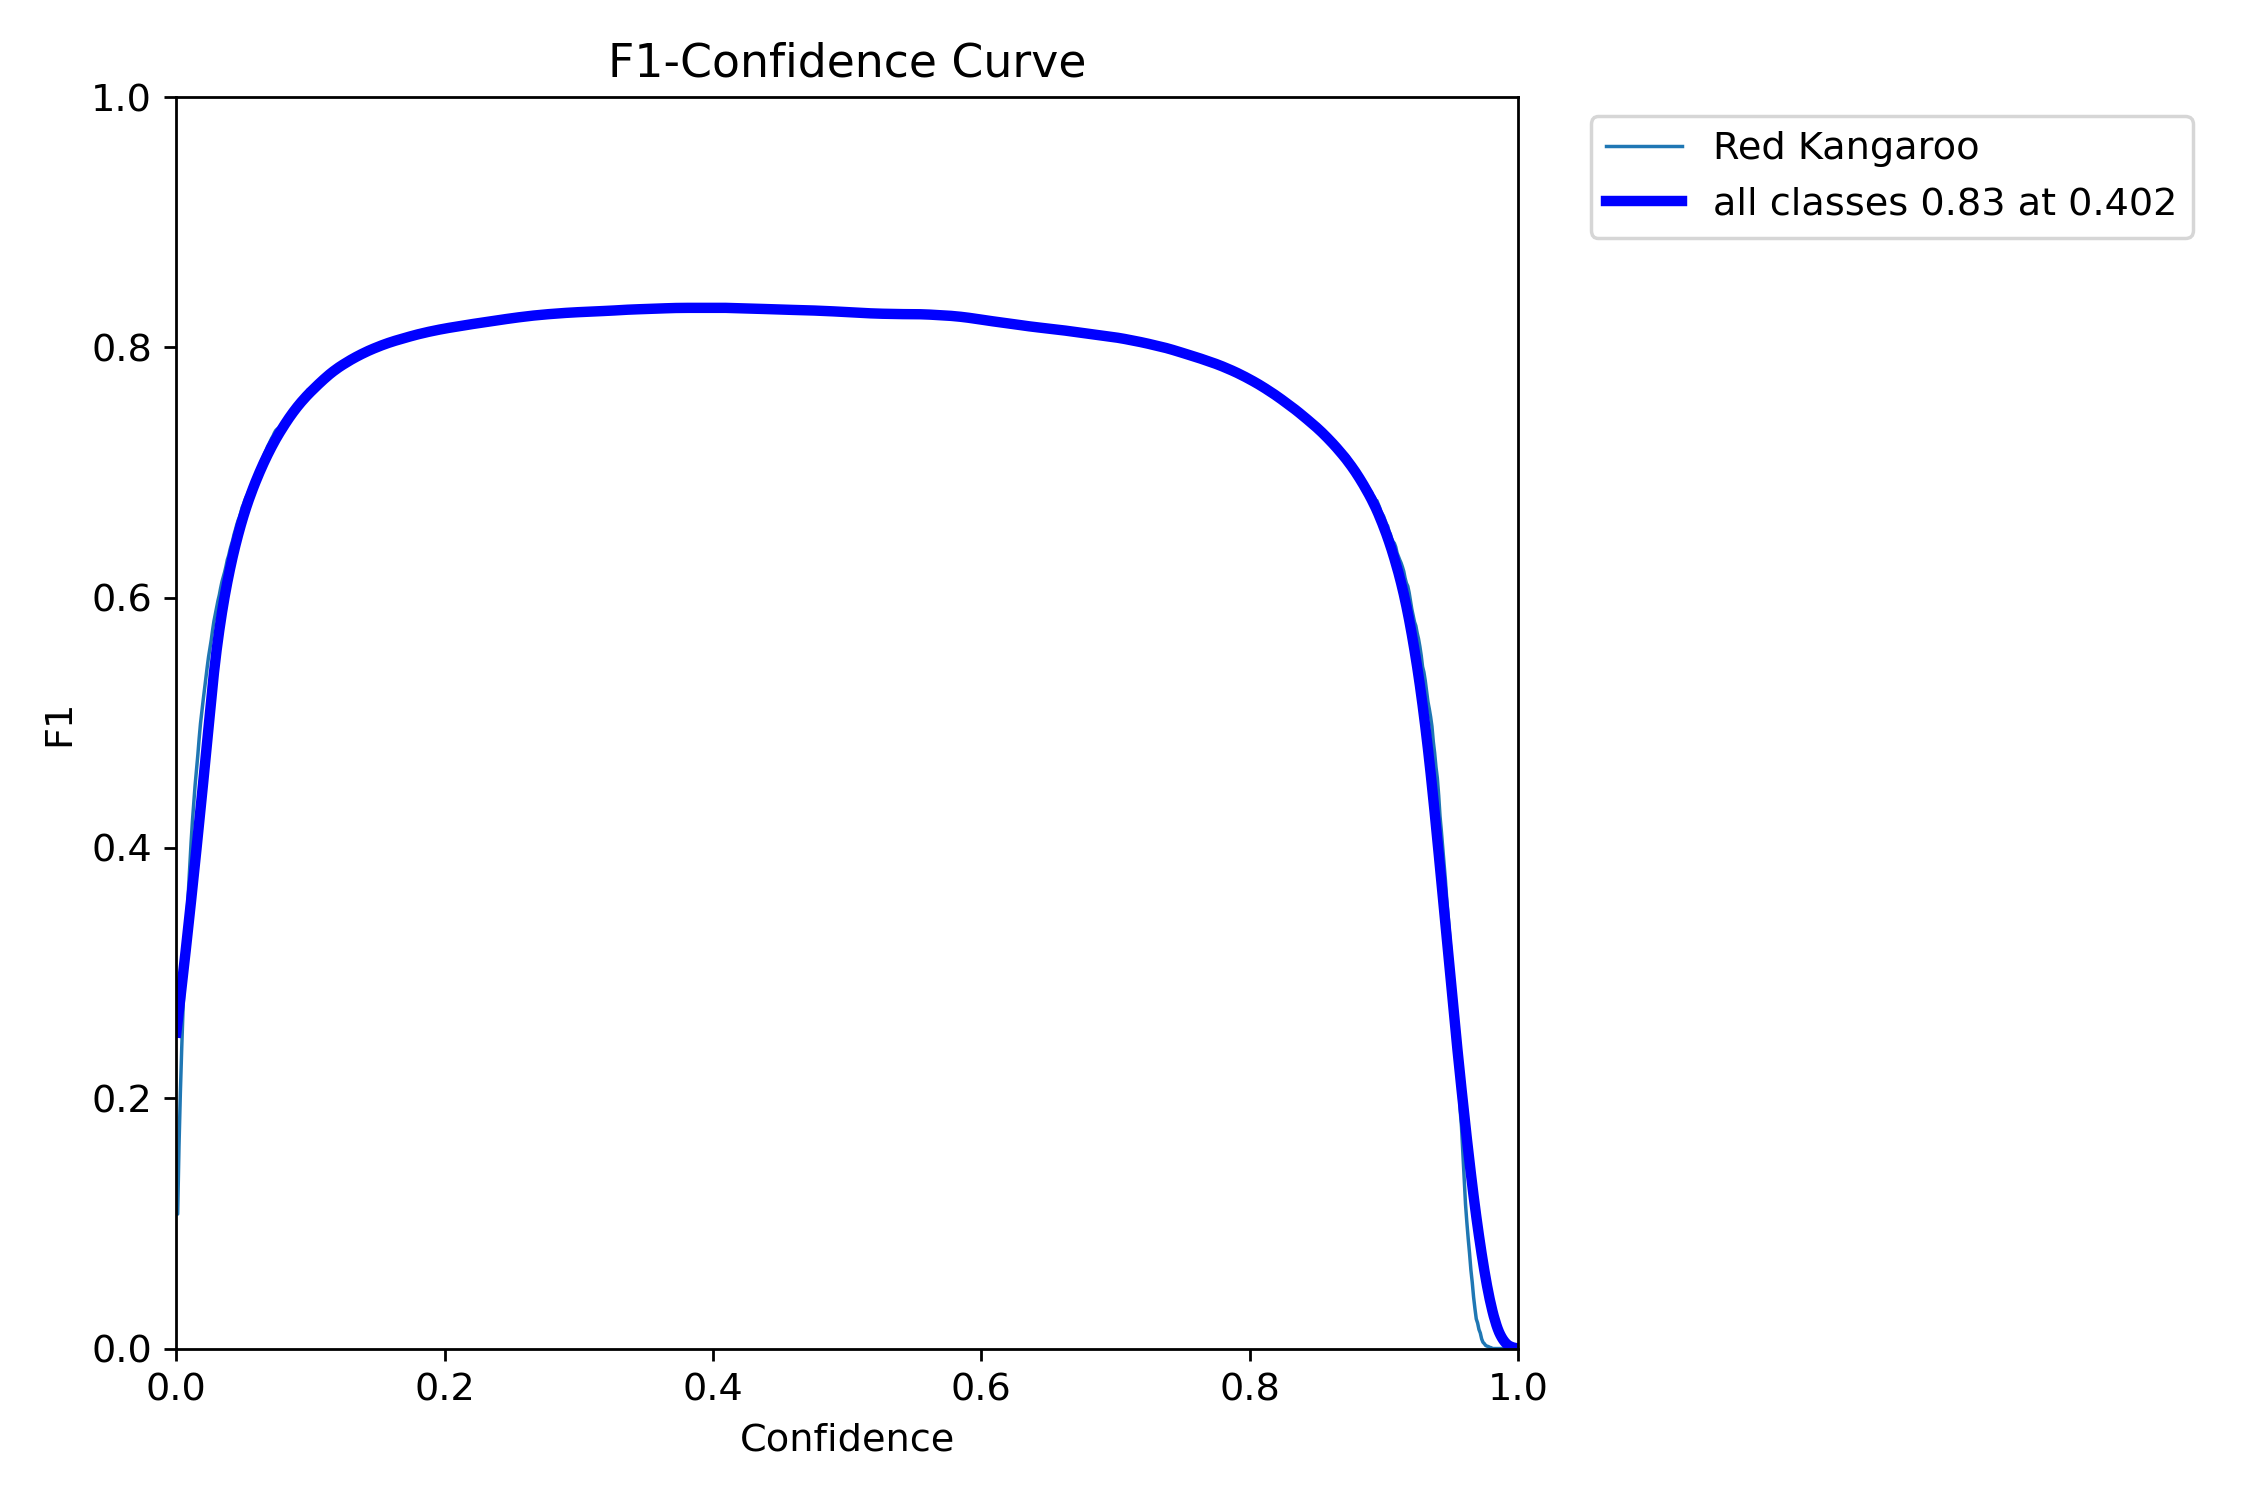 F1-Confidence Curve
1.0
0.8
0.6
0.4
0.2
0.0
F1
0.0 0.2 0.4 0.6 0.8 1.0
Confidence
Red Kangaroo
all classes 0.83 at 0.402